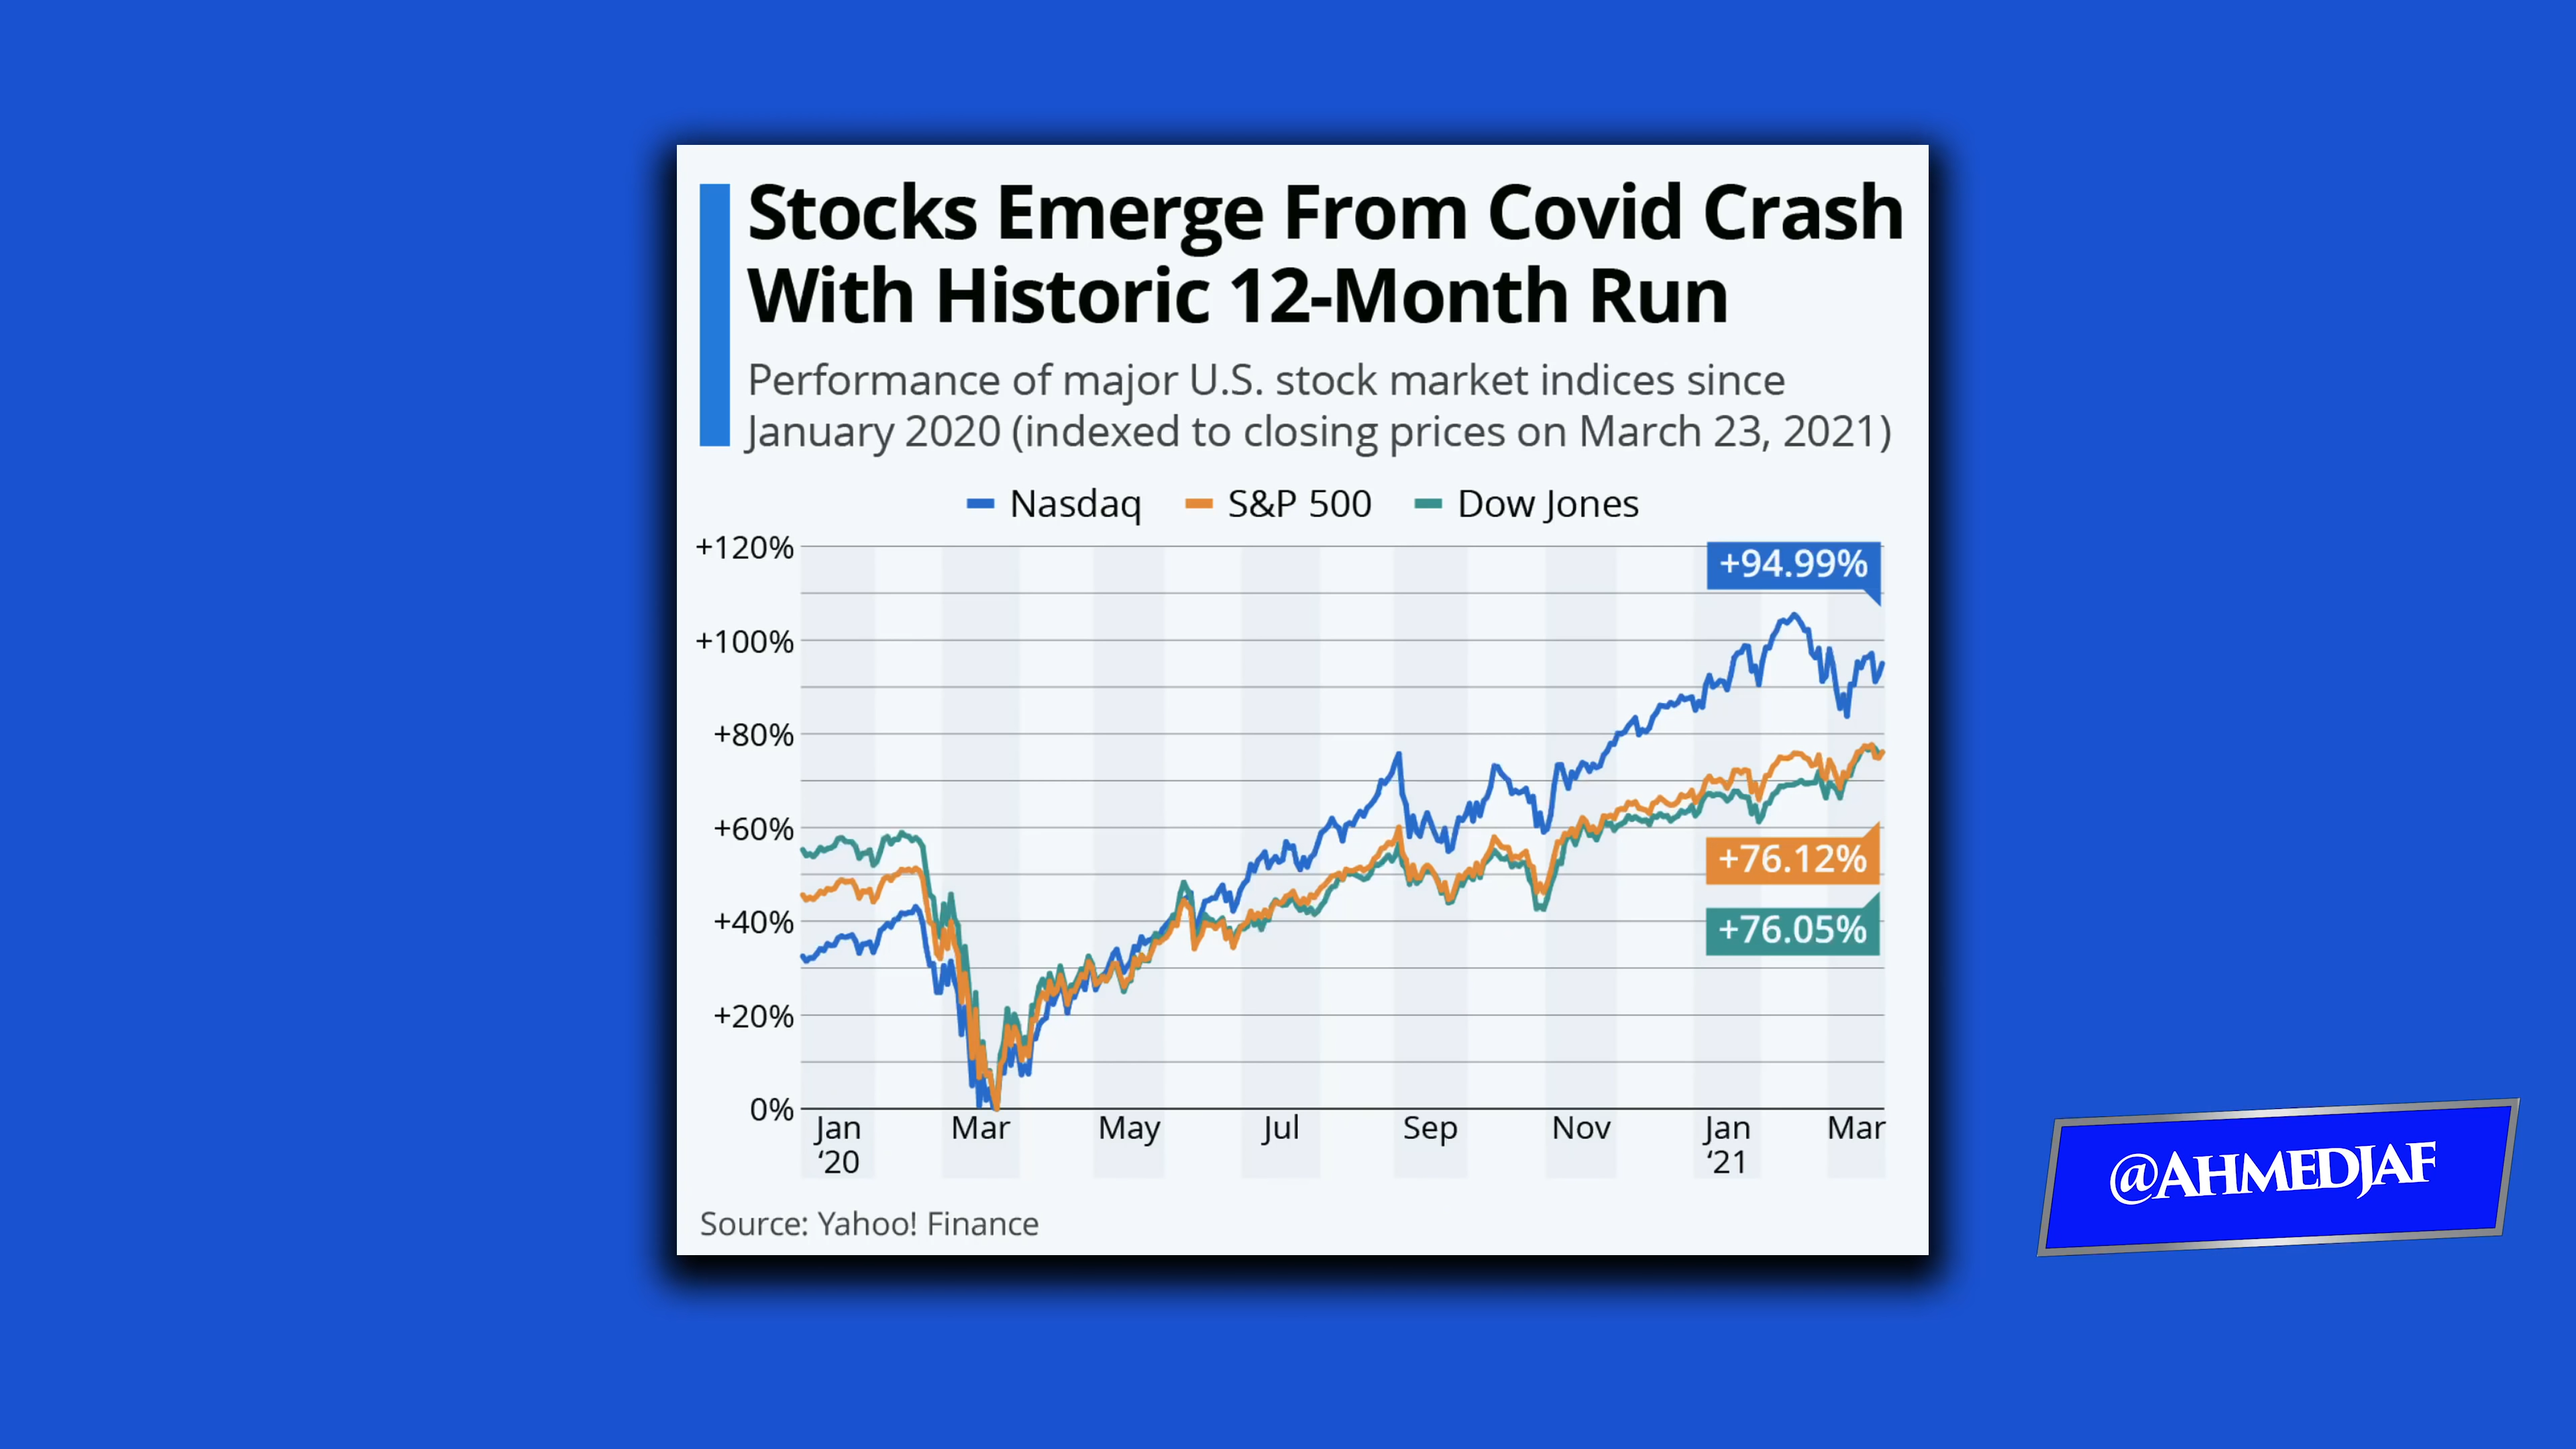 Stocks Emerge From Covid Crash
With Historic 12-Month Run
Performance of major U.S. stock market indices since
January 2020 (indexed to closing prices on March 23, 2021)
Nasdaq S&P 500 Dow Jones
+120%
+94.99%
+100%
+80%
+60%
+76.12%
+40%
+76.05%
+20%
0%
Jan Mar May Jul Sep Nov Jan Mar
‘20 ‘21
Source: Yahoo! Finance
@AHMEDJAF